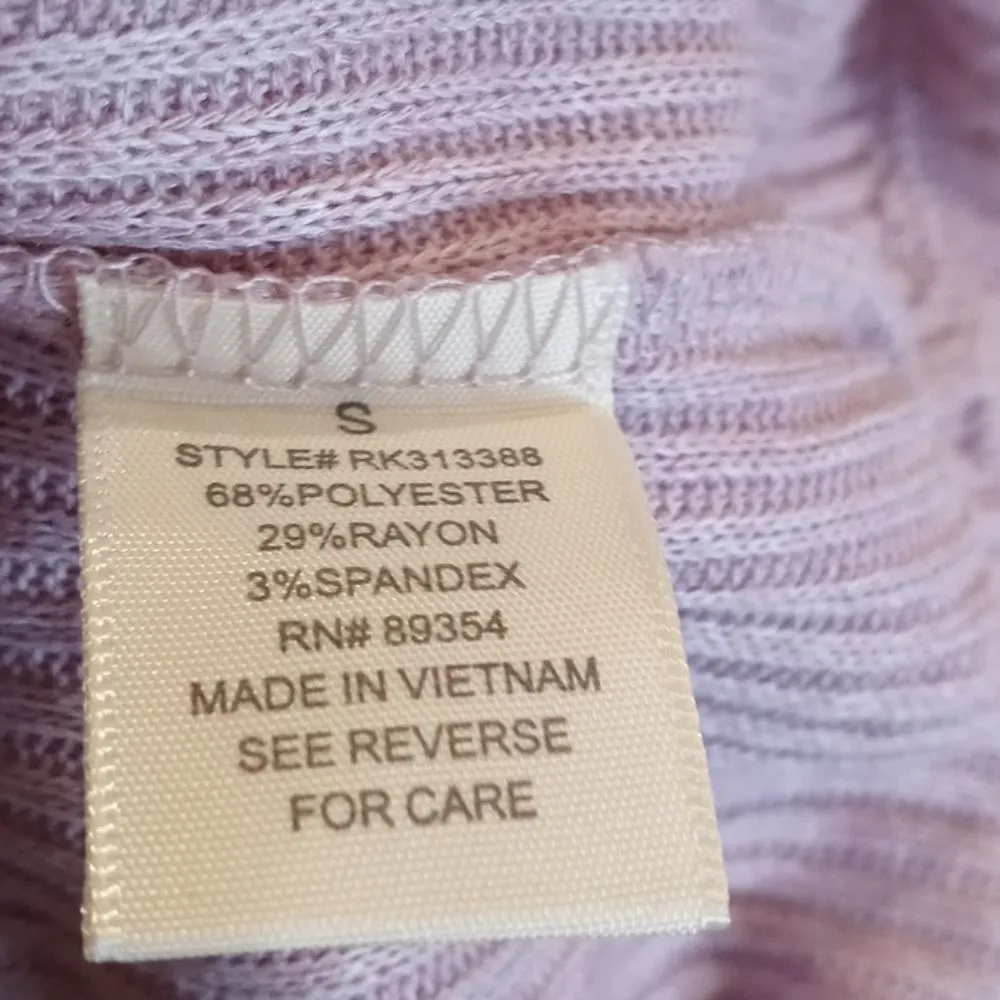 S
STYLE# RK313388
68%POLYESTER
29%RAYON
3%SPANDEX
RN# 89354
MADE IN VIETNAM
SEE REVERSE
FOR CARE